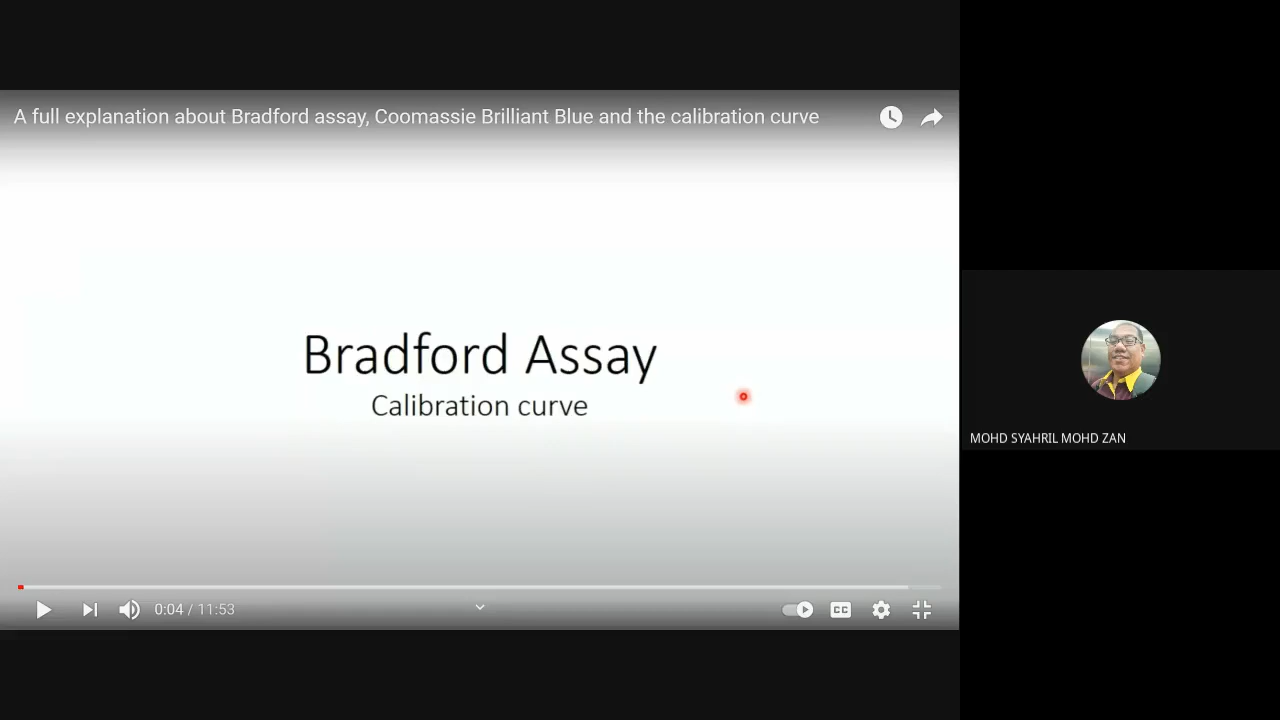 A full explanation about Bradford assay, Coomassie Brilliant Blue and the calibration curve
Bradford Assay
Calibration curve
MOHD SYAHRIL MOHD ZAN
0:04 / 11:53
CC